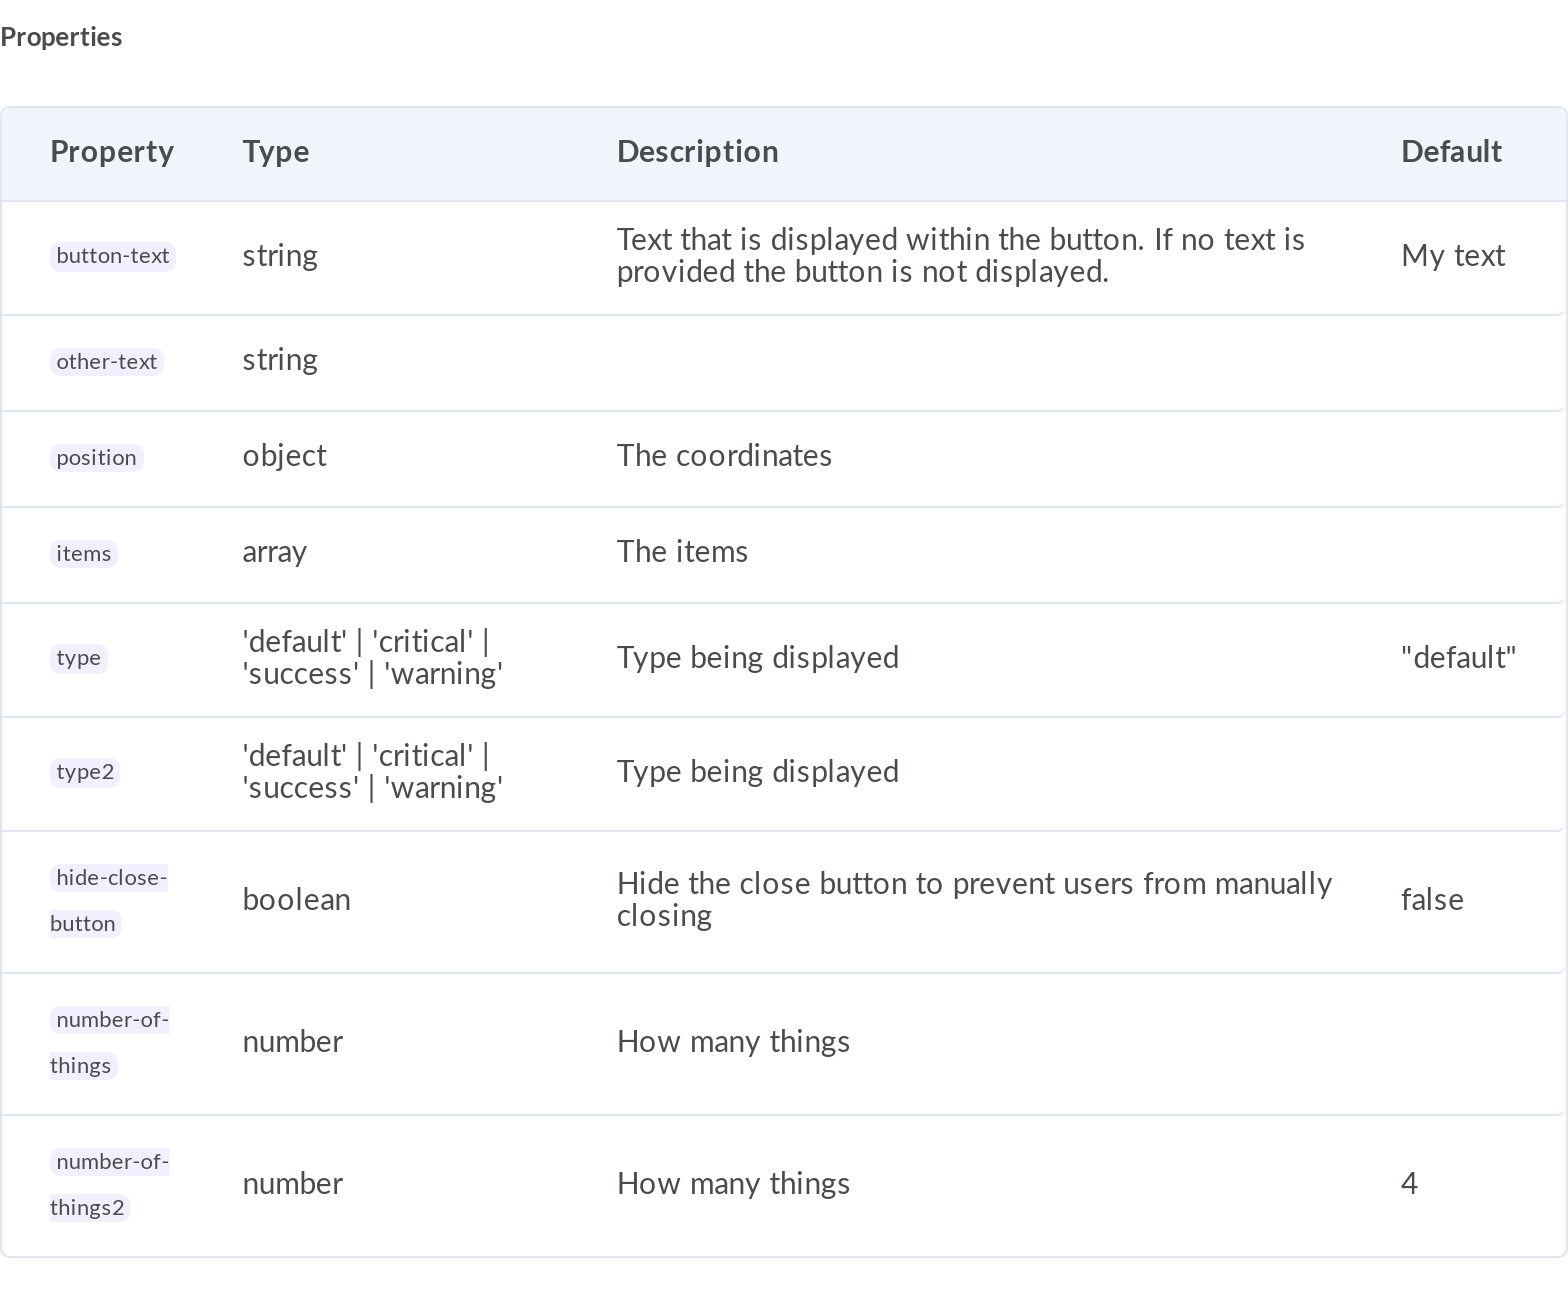 Properties
Property Type Description Default
button-text string Text that is displayed within the button. If no text is
provided the button is not displayed. My text
other-text string
position object The coordinates
items array The items
type 'default' | 'critical' |
'success' | 'warning' Type being displayed "default"
type2 'default' | 'critical' |
'success' | 'warning' Type being displayed
hide-close-
button boolean Hide the close button to prevent users from manually
closing false
number-of-
things number How many things
number-of-
things2 number How many things 4